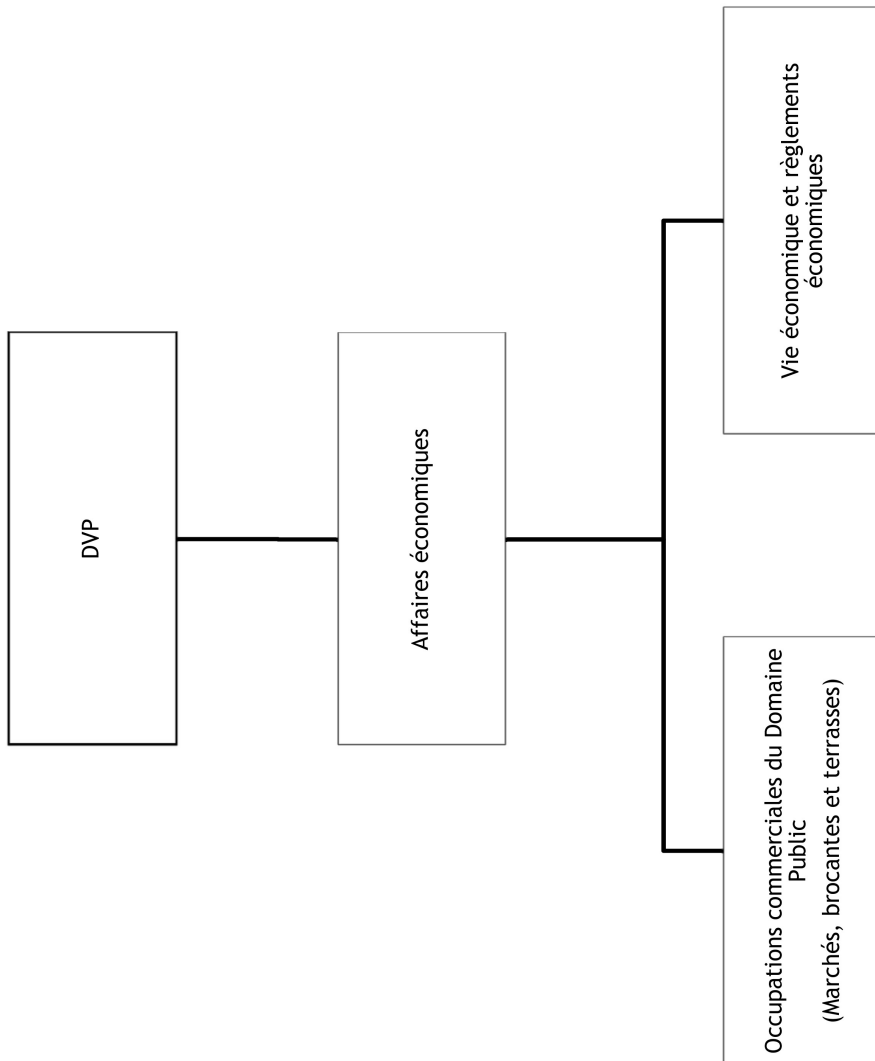 DVP
Affaires économiques
Occupations commerciales du Domaine
Public
(Marchés, brocantes et terrasses)
Vie économique et règlements
économiques